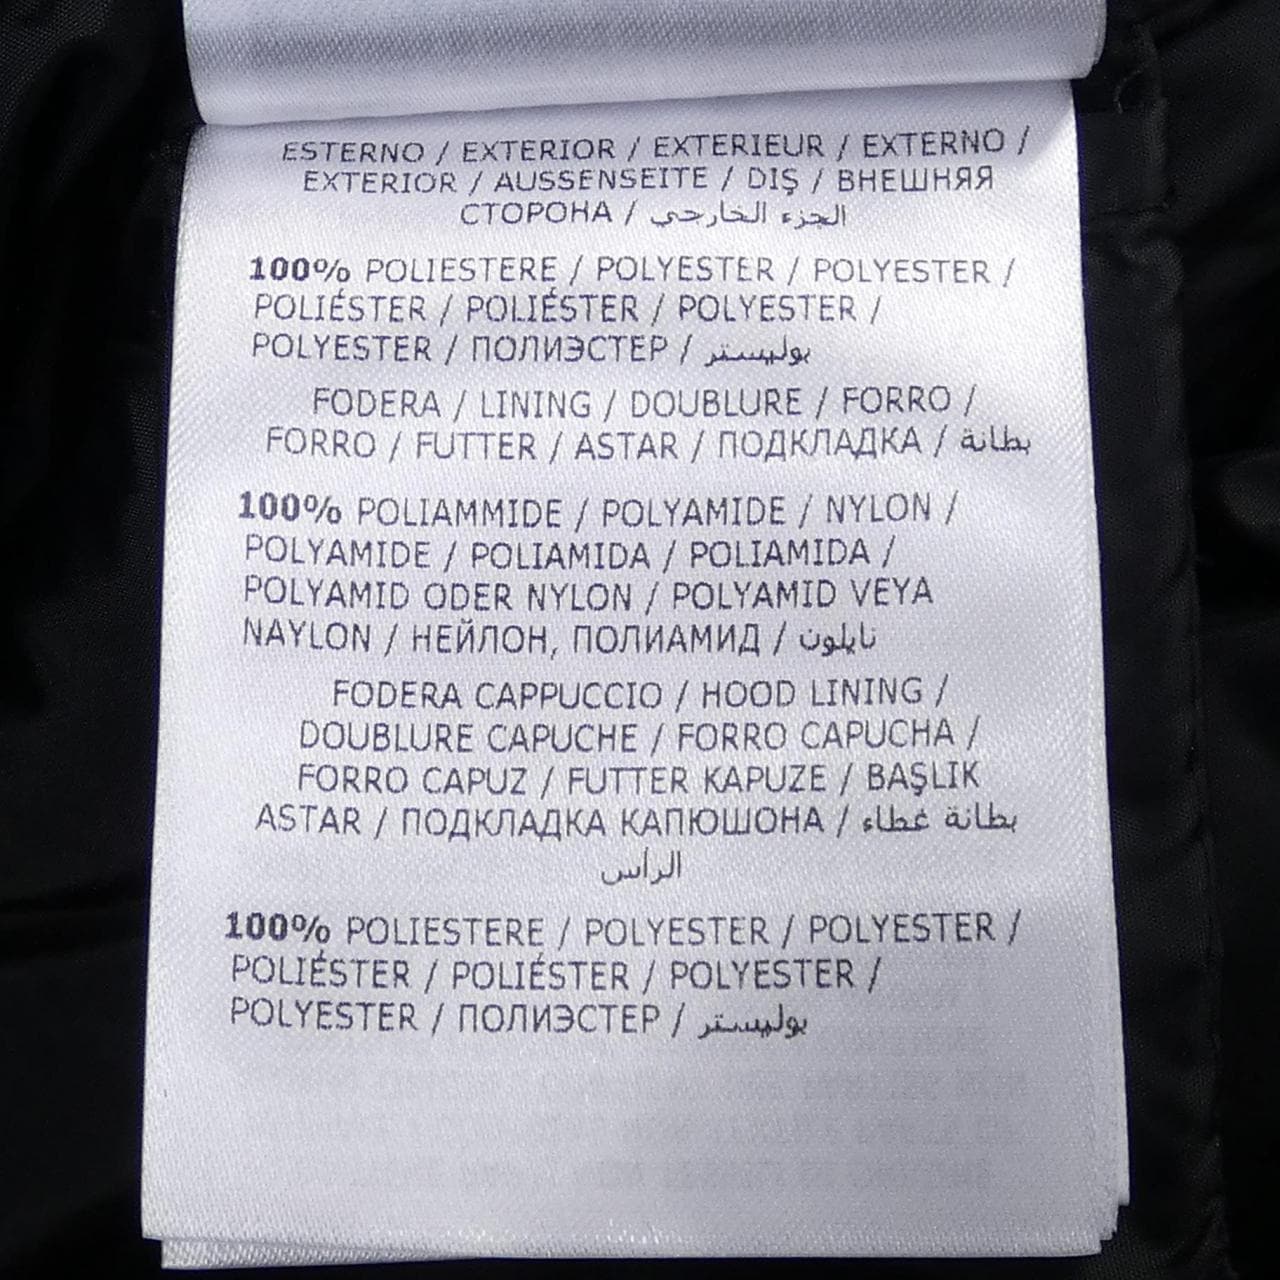 ESTERNO / EXTERIOR / EXTERIEUR / EXTERNO /
EXTERIOR / AUSSENSEITE / DIŞ / ВНЕШНЯЯ
СТОРОНА / الجزء الخارجي
100% POLIESTERE / POLYESTER / POLYESTER /
POLIÉSTER / POLIÉSTER / POLYESTER /
POLYESTER / ПОЛИЭСТЕР / بوليستر
FODERA / LINING / DOUBLURE / FORRO /
FORRO / FUTTER / ASTAR / ПОДКЛАДКА / بطانة
100% POLIAMMIDE / POLYAMIDE / NYLON /
POLYAMIDE / POLIAMIDA / POLIAMIDA /
POLYAMID ODER NYLON / POLYAMID VEYA
NAYLON / НЕЙЛОН, ПОЛИАМИД / نايلون
FODERA CAPPUCCIO / HOOD LINING /
DOUBLURE CAPUCHE / FORRO CAPUCHA /
FORRO CAPUZ / FUTTER KAPUZE / BAŞLIK
ASTAR / ПОДКЛАДКА КАПЮШОНА / بطانة غطاء
الرأس
100% POLIESTERE / POLYESTER / POLYESTER /
POLIÉSTER / POLIÉSTER / POLYESTER /
POLYESTER / ПОЛИЭСТЕР / بوليستر